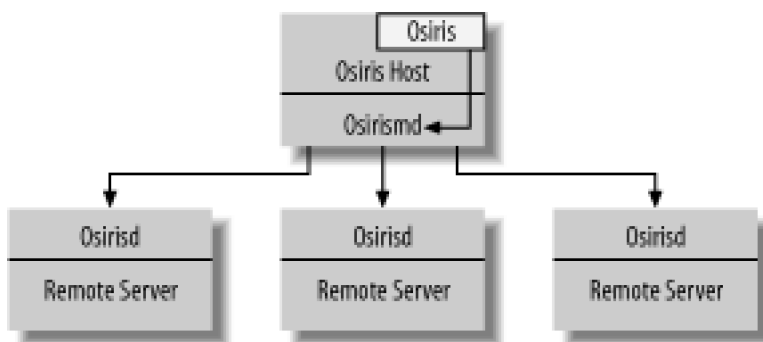 Osiris
Osiris Host
Osirismd
Osirisd
Remote Server
Osirisd
Remote Server
Osirisd
Remote Server